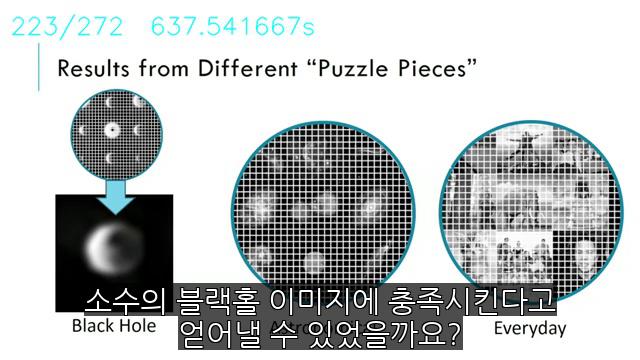 223/272 637.541667s
Results from Different “Puzzle Pieces”
소수의 블랙홀 이미지에 충족시킨다고
얻어낼 수 있었을까요?
Black Hole
Everyday